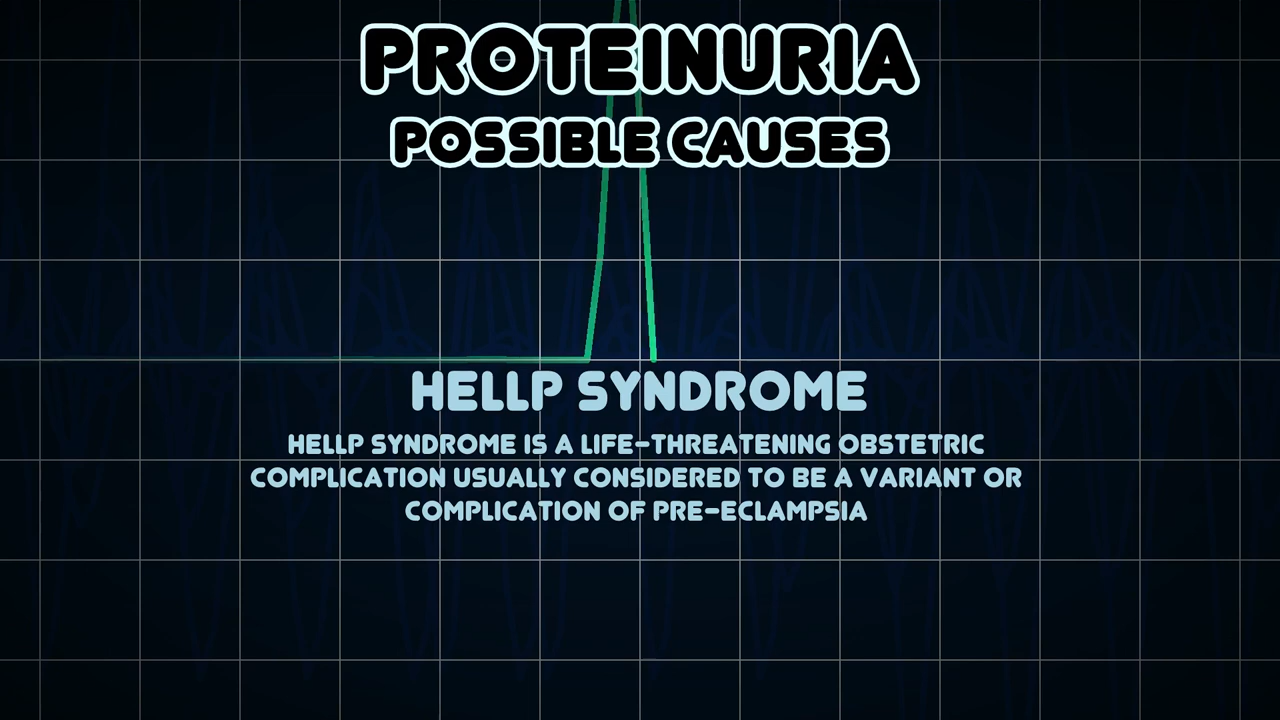 PROTEINURIA
POSSIBLE CAUSES
HELLP SYNDROME
HELLP SYNDROME IS A LIFE-THREATENING OBSTETRIC
COMPLICATION USUALLY CONSIDERED TO BE A VARIANT OR
COMPLICATION OF PRE-ECLAMPSIA